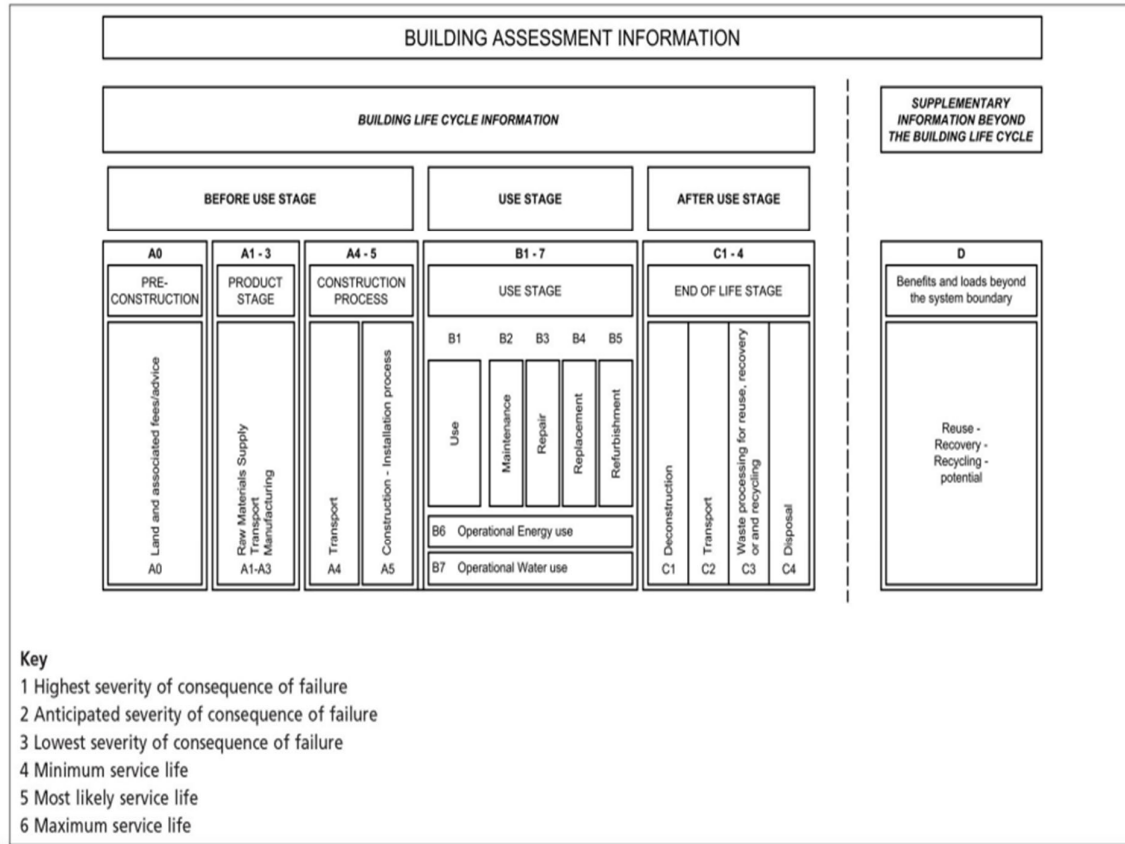 BUILDING ASSESSMENT INFORMATION
BUILDING LIFE CYCLE INFORMATION
SUPPLEMENTARY
INFORMATION BEYOND
THE BUILDING LIFE CYCLE
BEFORE USE STAGE
USE STAGE
AFTER USE STAGE
A0
PRE-
CONSTRUCTION
A1 - 3
PRODUCT
STAGE
A4 - 5
CONSTRUCTION
PROCESS
B1 - 7
USE STAGE
C1 - 4
END OF LIFE STAGE
D
Benefits and loads beyond
the system boundary
Land and associated fees/advice
A0
Raw Materials Supply
Transport
Manufacturing
A1-A3
Transport
A4
Construction - Installation process
A5
B1
Use
B2
Maintenance
B3
Repair
B4
Replacement
B5
Refurbishment
B6 Operational Energy use
B7 Operational Water use
Deconstruction
C1
Transport
C2
Waste processing for reuse, recovery
or and recycling
C3
Disposal
C4
Reuse -
Recovery -
Recycling -
potential
Key
1 Highest severity of consequence of failure
2 Anticipated severity of consequence of failure
3 Lowest severity of consequence of failure
4 Minimum service life
5 Most likely service life
6 Maximum service life